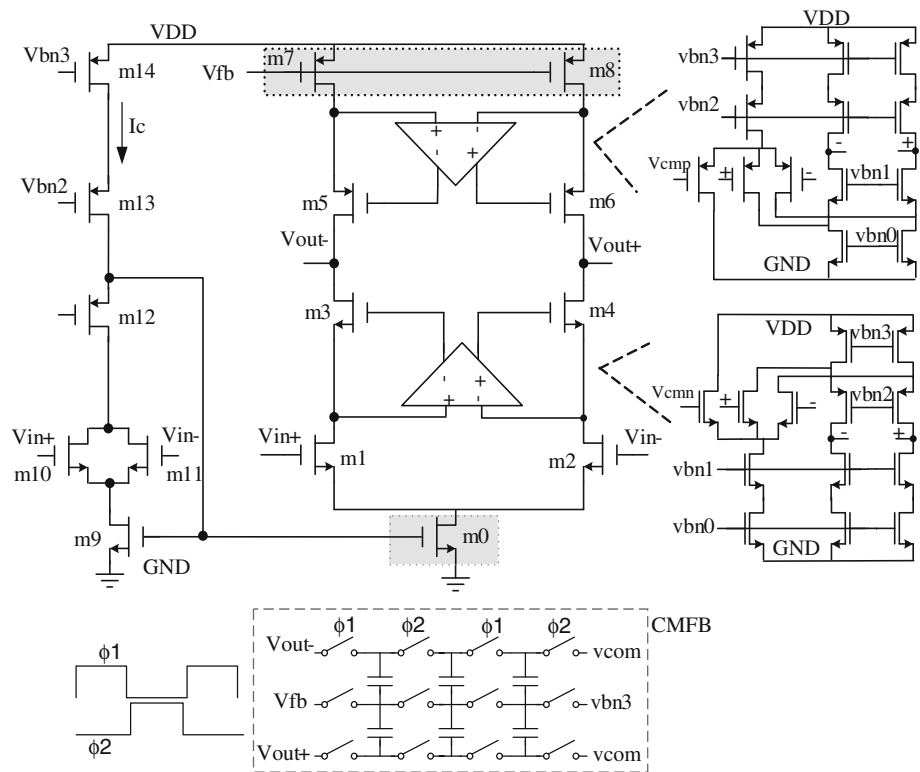 VDD
Vbn3
m14
Ic
Vbn2
m13
m12
Vin+
Vin-
m10
m11
m9
GND
Vfb
m7
m8
+ - - +
m5
m6
Vout-
Vout+
m3
m4
- - + +
Vin+
m1
m2
Vin-
m0
VDD
vbn3
vbn2
- +
Vcmp
+ -
vbn1
vbn0
GND
VDD
vbn3
Vcmn
+ -
vbn2
- +
vbn1
vbn0
GND
ϕ1
ϕ2
CMFB
ϕ1 ϕ2 ϕ1 ϕ2
Vout- vcom
Vfb vbn3
Vout+ vcom